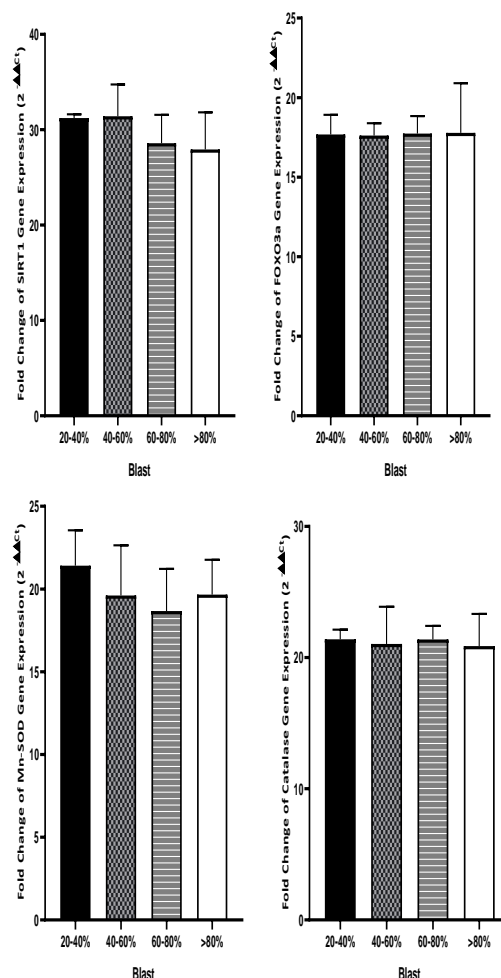 Fold Change of SIRT1 Gene Expression (2 -▲▲Ct)
40
30
20
10
0
20-40% 40-60% 60-80% >80%
Blast
Fold Change of FOXO3a Gene Expression (2 -▲▲Ct)
25
20
15
10
5
0
20-40% 40-60% 60-80% >80%
Blast
Fold Change of Mn-SOD Gene Expression (2 -▲▲Ct)
25
20
15
10
5
0
20-40% 40-60% 60-80% >80%
Blast
Fold Change of Catalase Gene Expression (2 -▲▲Ct)
30
20
10
0
20-40% 40-60% 60-80% >80%
Blast